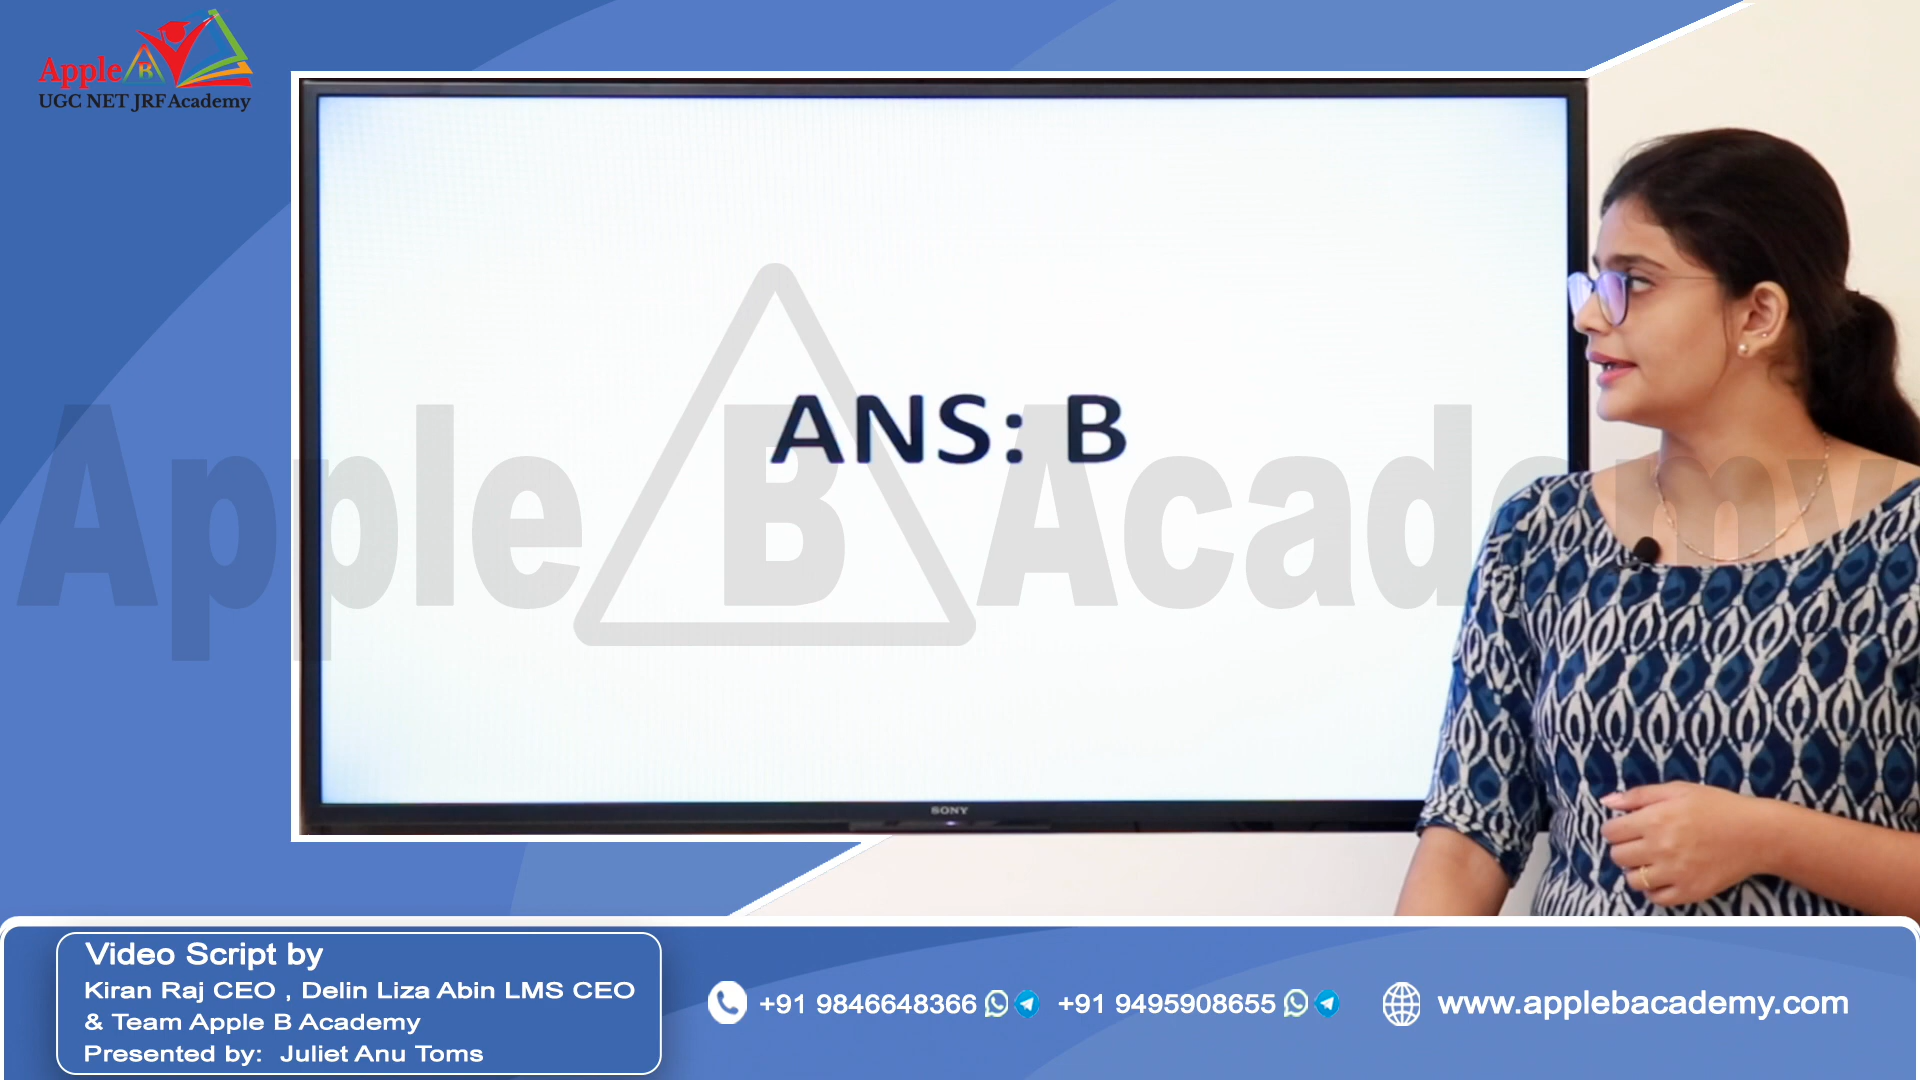 Apple B
UGC NET JRF Academy
ANS: B
Apple B Academy
SONY
Video Script by
Kiran Raj CEO , Delin Liza Abin LMS CEO
& Team Apple B Academy
Presented by: Juliet Anu Toms
+91 9846648366
+91 9495908655
www.applebacademy.com